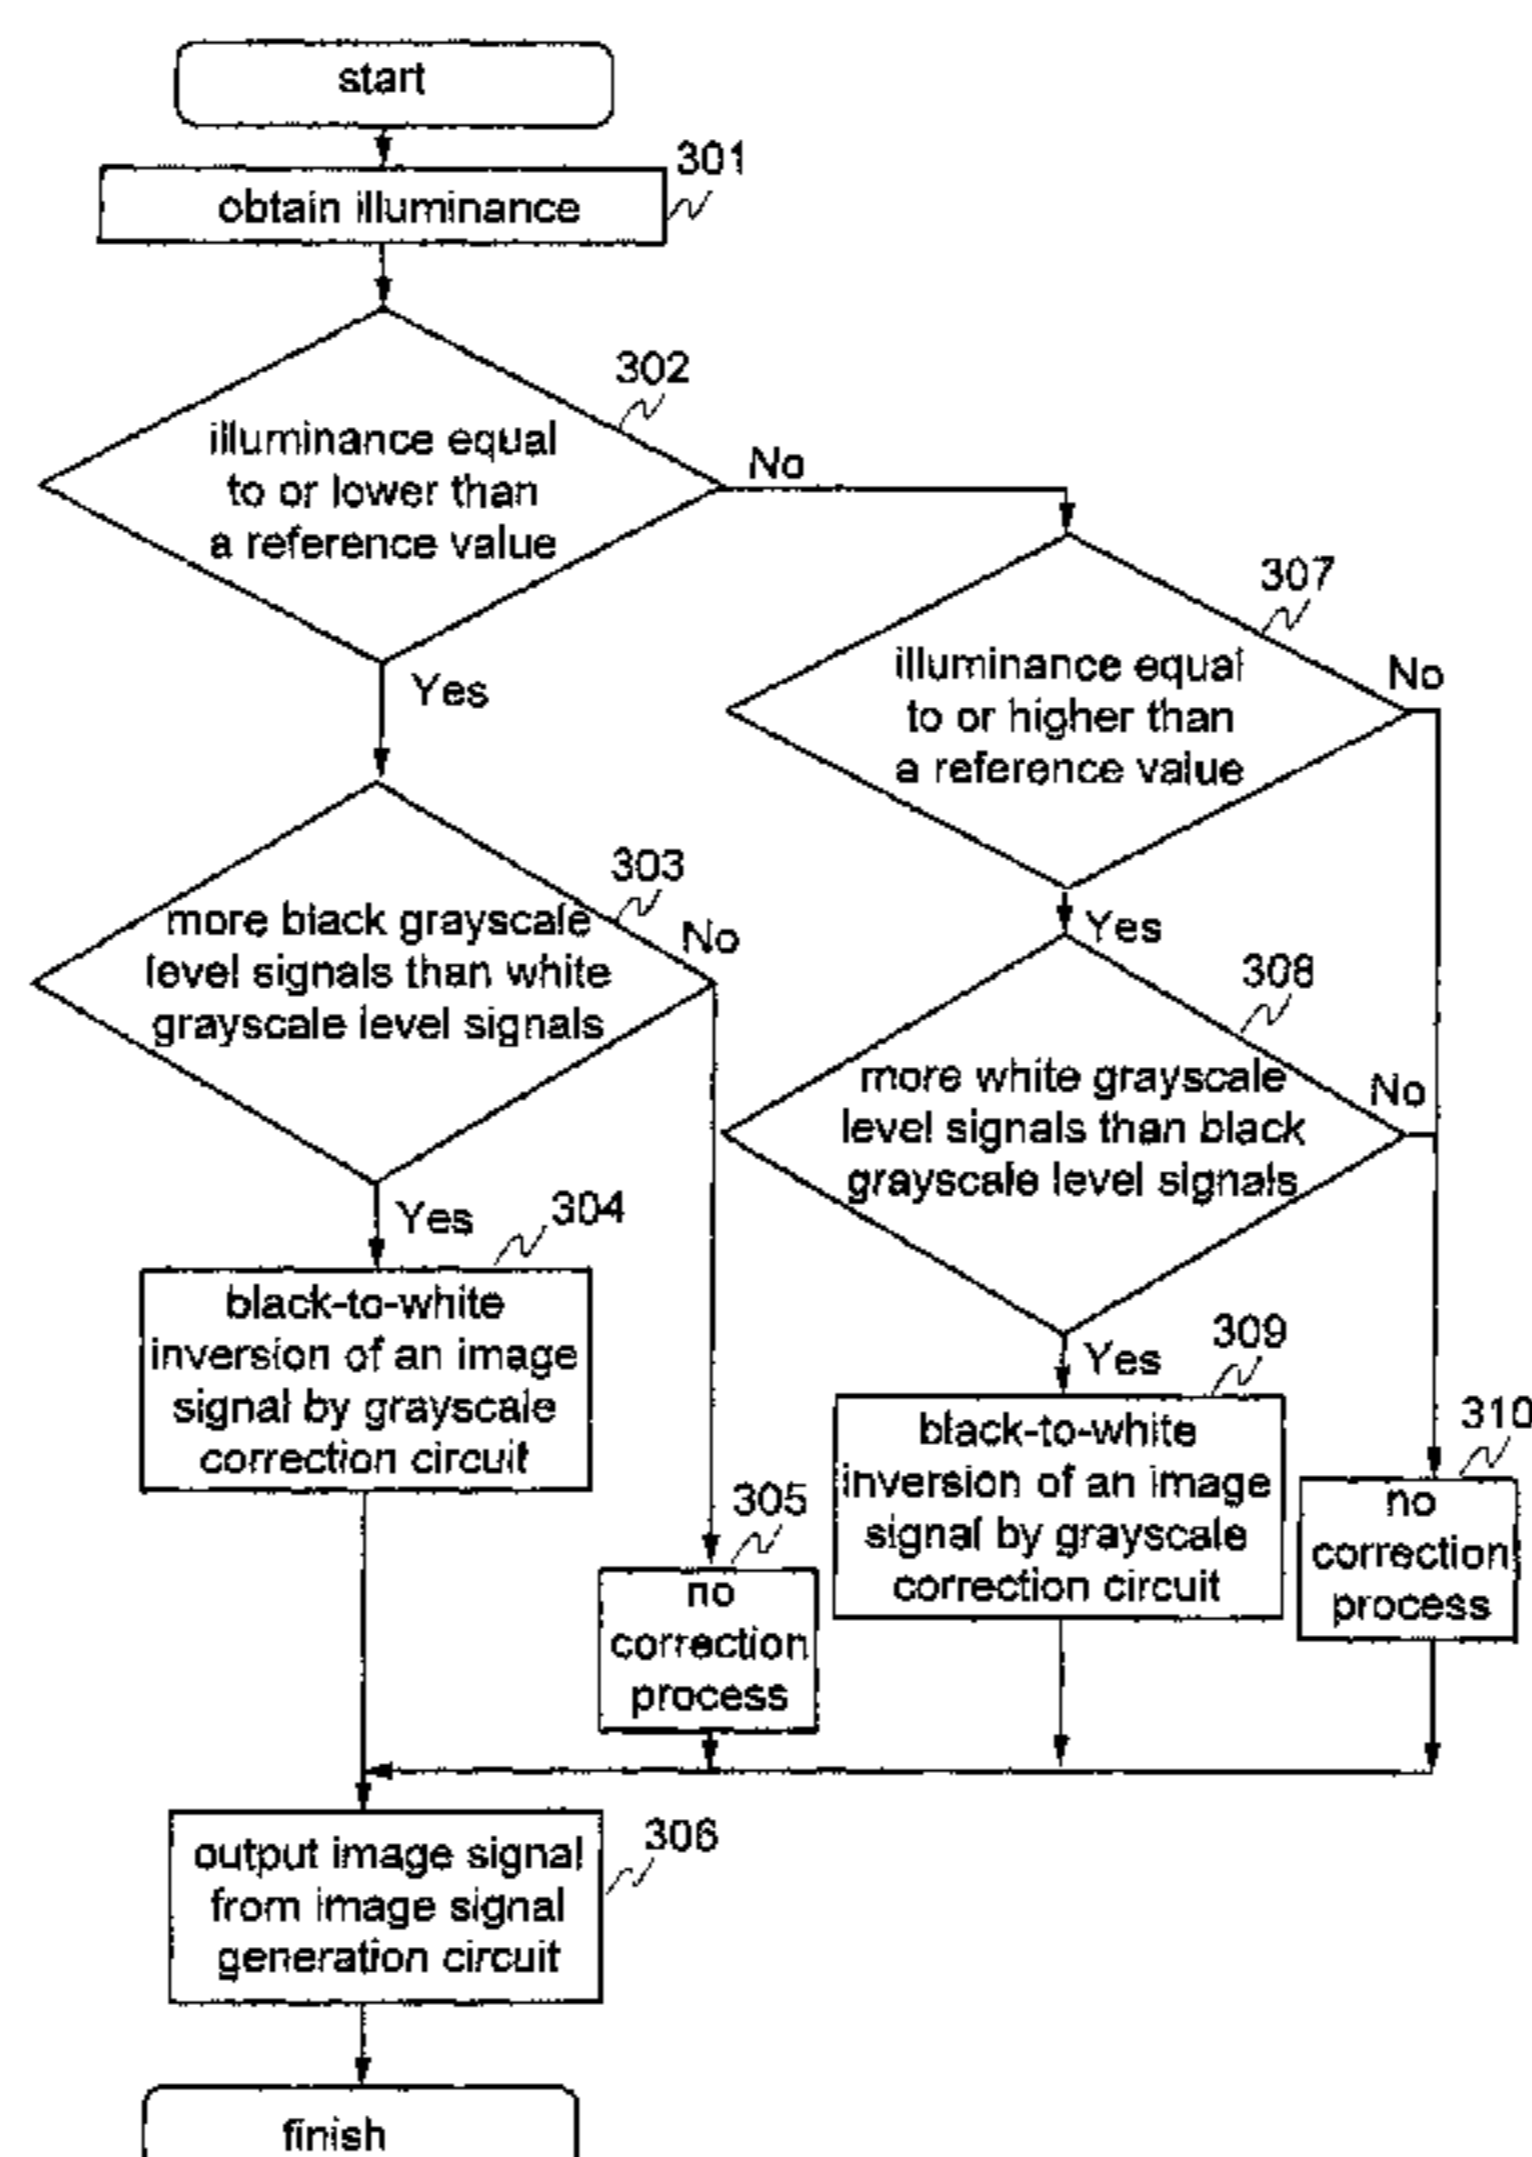 start
301
obtain illuminance
302
illuminance equal
to or lower than
a reference value
No
Yes
307
illuminance equal
to or higher than
a reference value
No
Yes
303
more black grayscale
level signals than white
grayscale level signals
No
Yes
308
more white grayscale
level signals than black
grayscale level signals
No
Yes
304
black-to-white
inversion of an image
signal by grayscale
correction circuit
305
no
correction
process
309
black-to-white
inversion of an image
signal by grayscale
correction circuit
310
no
correction
process
306
output image signal
from image signal
generation circuit
finish